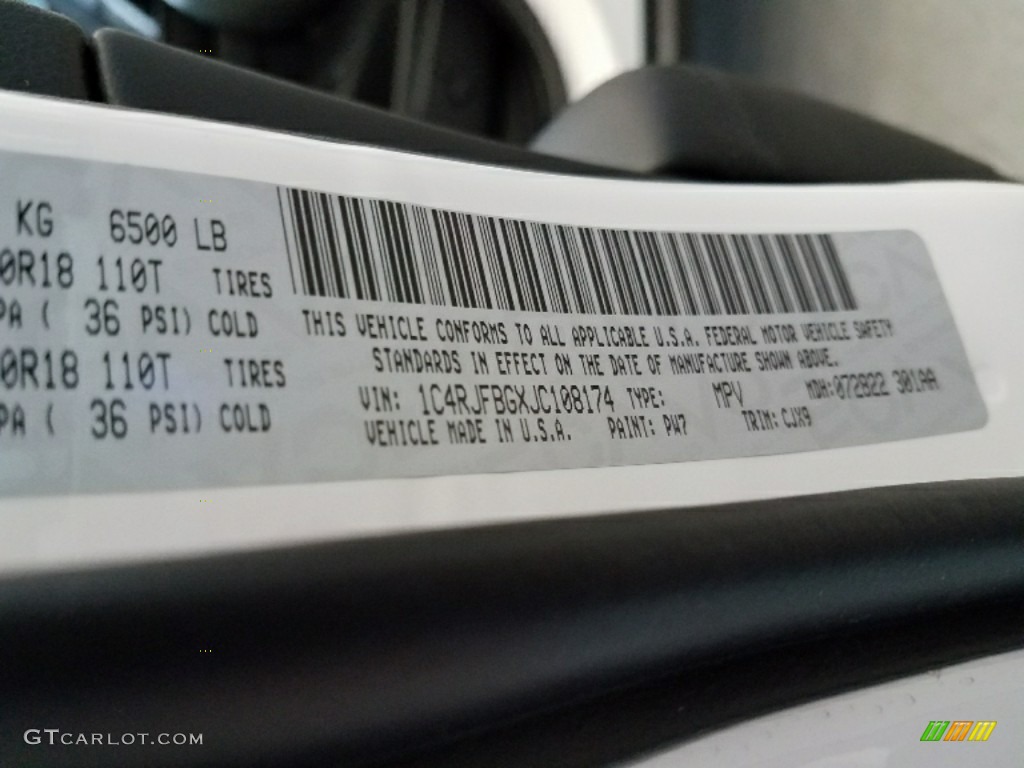 KG 6500 LB
0R18 110T TIRES
PA ( 36 PSI) COLD
0R18 110T TIRES
PA ( 36 PSI) COLD
THIS VEHICLE CONFORMS TO ALL APPLICABLE U.S.A. FEDERAL MOTOR VEHICLE SAFETY
STANDARDS IN EFFECT ON THE DATE OF MANUFACTURE SHOWN ABOVE.
VIN: 1C4RJFBGXJC108174 TYPE: MPV MDH: 072822 301AA
VEHICLE MADE IN U.S.A. PAINT: PW7 TRIM: CJX9
GTCARLOT.COM